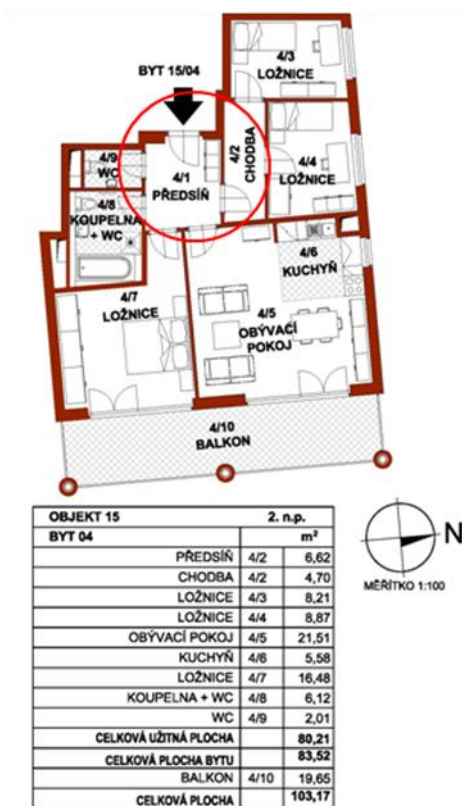 BYT 15/04
4/3
LOŽNICE
4/2
CHODBA
4/9
WC
4/1
PŘEDSÍŇ
4/4
LOŽNICE
4/8
KOUPELNA
+ WC
4/6
KUCHYŇ
4/7
LOŽNICE
4/5
OBÝVACÍ
POKOJ
4/10
BALKON
OBJEKT 15 2. n.p.
BYT 04 m²
PŘEDSÍŇ 4/2 6,62
CHODBA 4/2 4,70
LOŽNICE 4/3 8,21
LOŽNICE 4/4 8,87
OBÝVACÍ POKOJ 4/5 21,51
KUCHYŇ 4/6 5,58
LOŽNICE 4/7 16,48
KOUPELNA + WC 4/8 6,12
WC 4/9 2,01
CELKOVÁ UŽITNÁ PLOCHA 80,21
CELKOVÁ PLOCHA BYTU 83,52
BALKON 4/10 19,65
CELKOVÁ PLOCHA 103,17
N
MĚŘÍTKO 1:100